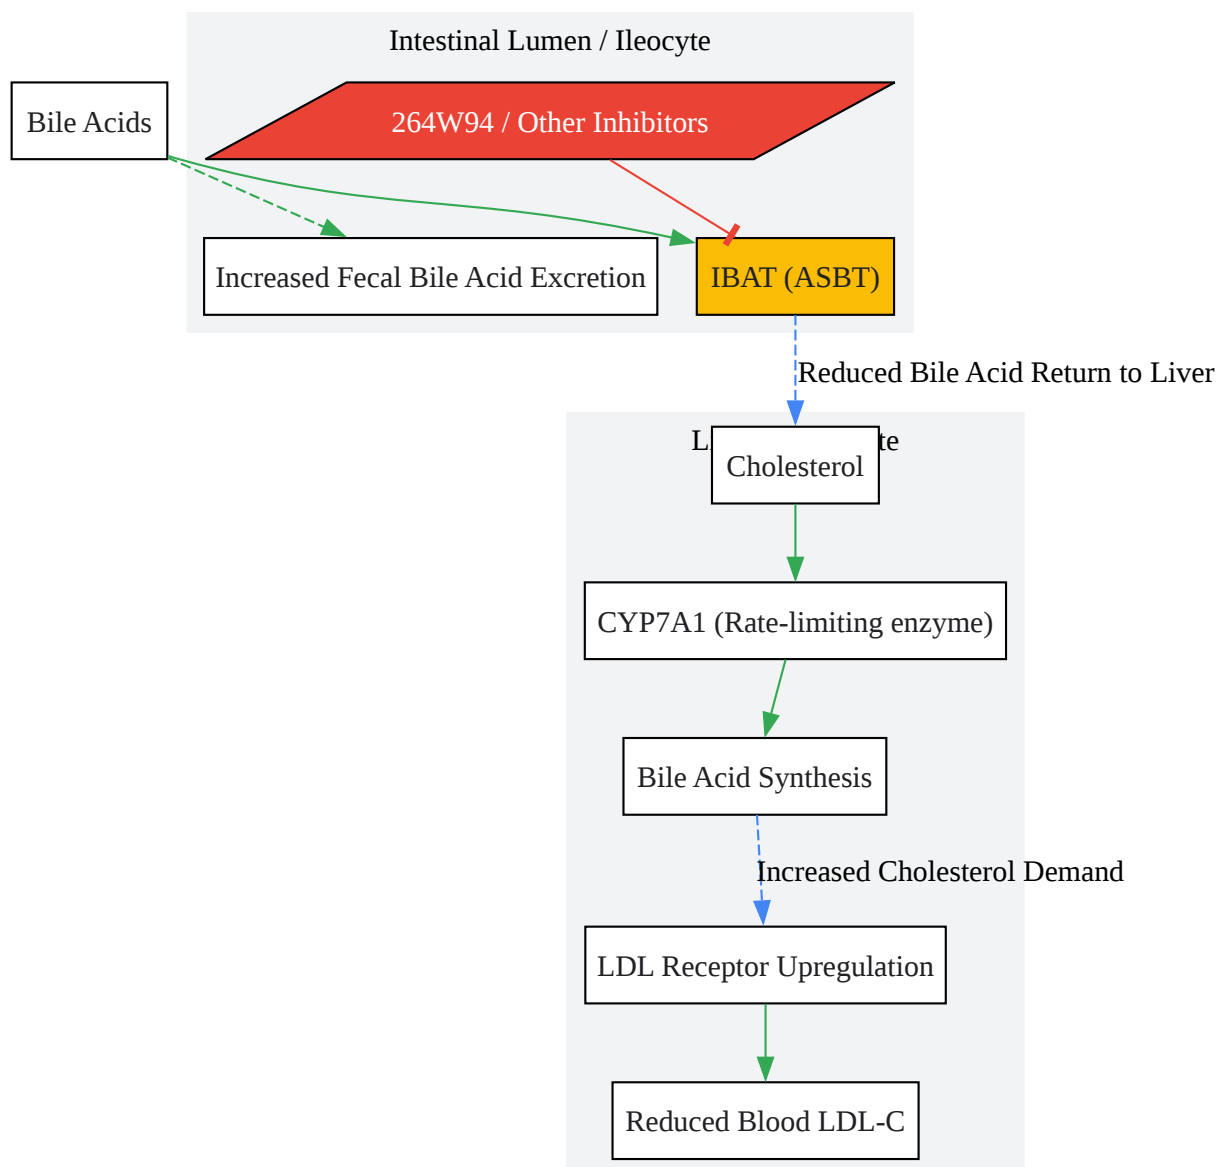 Intestinal Lumen / Ileocyte
Bile Acids
264W94 / Other Inhibitors
Increased Fecal Bile Acid Excretion
IBAT (ASBT)
Reduced Bile Acid Return to Liver
Cholesterol
CYP7A1 (Rate-limiting enzyme)
Bile Acid Synthesis
Increased Cholesterol Demand
LDL Receptor Upregulation
Reduced Blood LDL-C